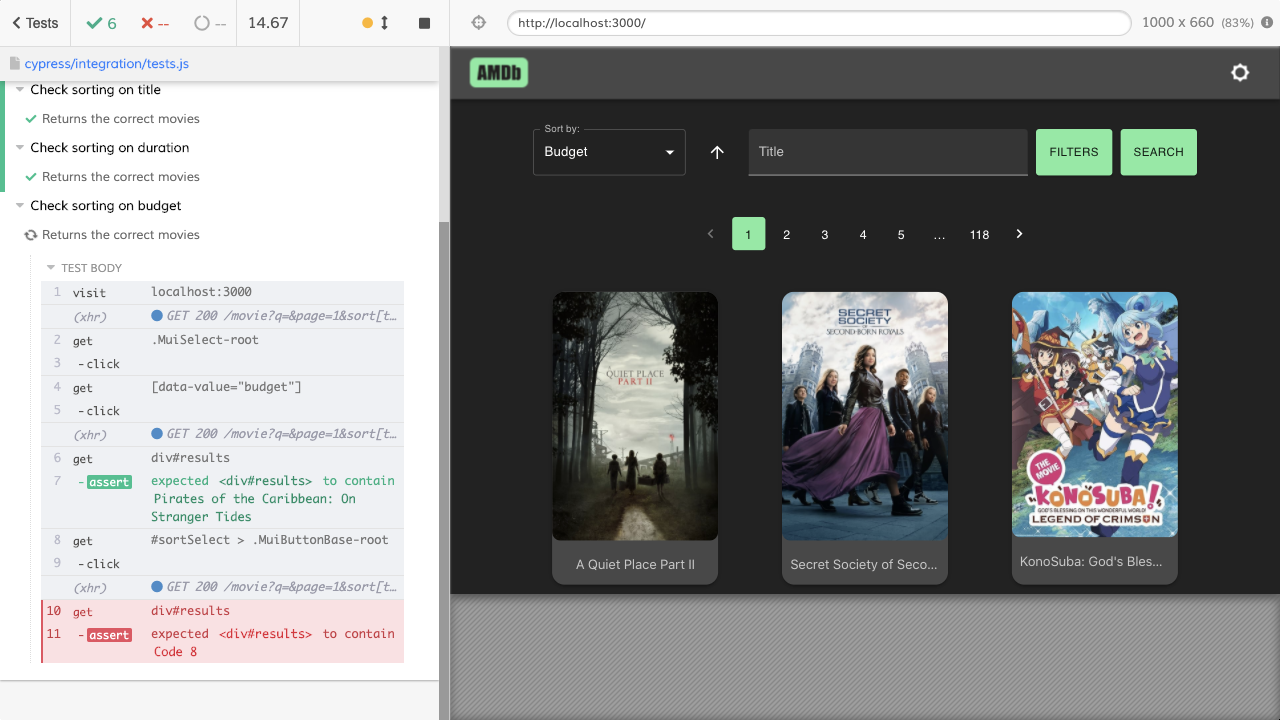 Tests
6
--
--
14.67
http://localhost:3000/
1000 x 660 (83%)
cypress/integration/tests.js
Check sorting on title
Returns the correct movies
Check sorting on duration
Returns the correct movies
Check sorting on budget
Returns the correct movies
TEST BODY
1 visit localhost:3000
(xhr) GET 200 /movie?q=&page=1&sort[t…
2 get .MuiSelect-root
3 -click
4 get [data-value="budget"]
5 -click
(xhr) GET 200 /movie?q=&page=1&sort[t…
6 get div#results
7 -assert expected <div#results> to contain
Pirates of the Caribbean: On
Stranger Tides
8 get #sortSelect > .MuiButtonBase-root
9 -click
(xhr) GET 200 /movie?q=&page=1&sort[t…
10 get div#results
11 -assert expected <div#results> to contain
Code 8
AMDb
Sort by:
Budget
Title
FILTERS
SEARCH
1 2 3 4 5 … 118
QUIET PLACE
PART II
A Quiet Place Part II
SECRET
SOCIETY
OF
SECOND-BORN ROYALS
Secret Society of Seco...
THE
MOVIE
KONOSUBA!
GOD'S BLESSING ON THIS WONDERFUL WORLD!
LEGEND OF CRIMSON
KonoSuba: God's Bles...